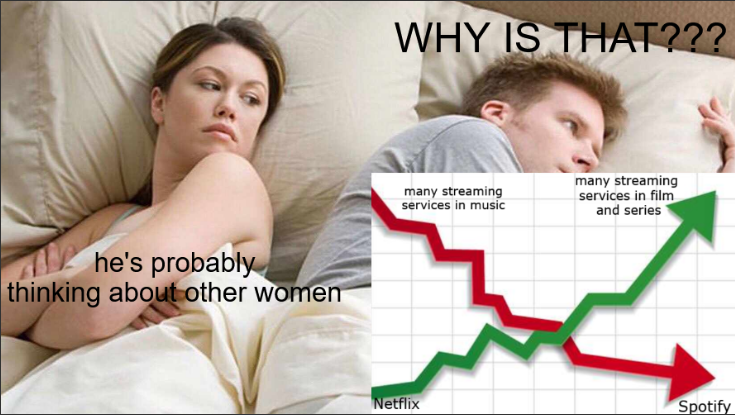 WHY IS THAT???
he's probably
thinking about other women
many streaming
services in music
many streaming
services in film
and series
Netflix
Spotify